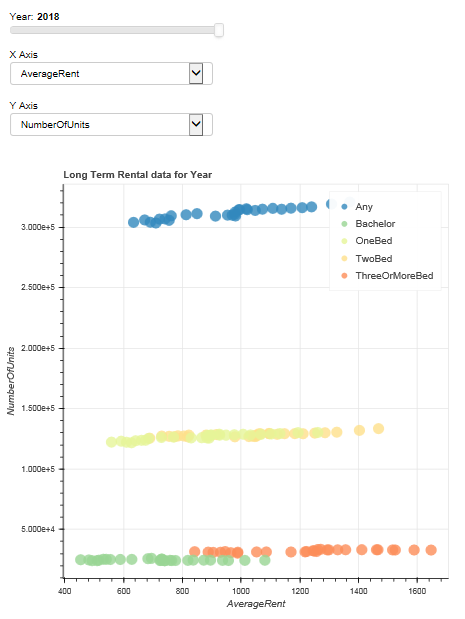 Year: 2018
X Axis
AverageRent
Y Axis
NumberOfUnits
Long Term Rental data for Year
Any
Bachelor
OneBed
TwoBed
ThreeOrMoreBed
3.000e+5
2.500e+5
2.000e+5
1.500e+5
1.000e+5
5.000e+4
NumberOfUnits
400 600 800 1000 1200 1400 1600
AverageRent